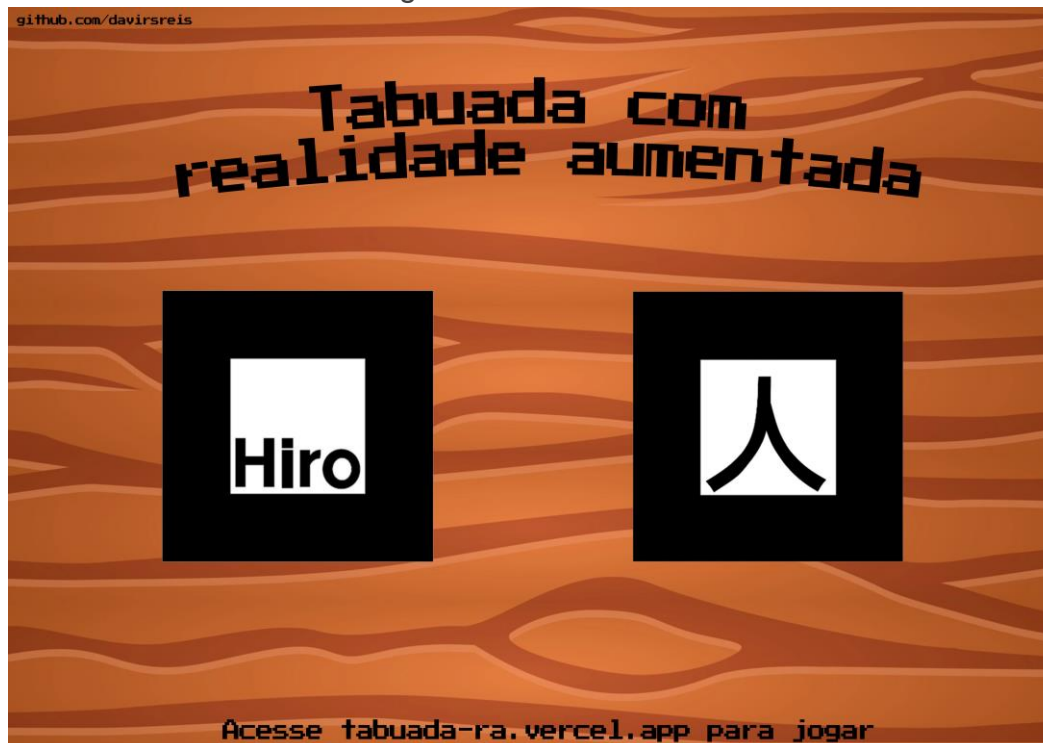 github.com/davirsreis
Tabuada com
realidade aumentada
Hiro
人
Acesse tabuada-ra.vercel.app para jogar